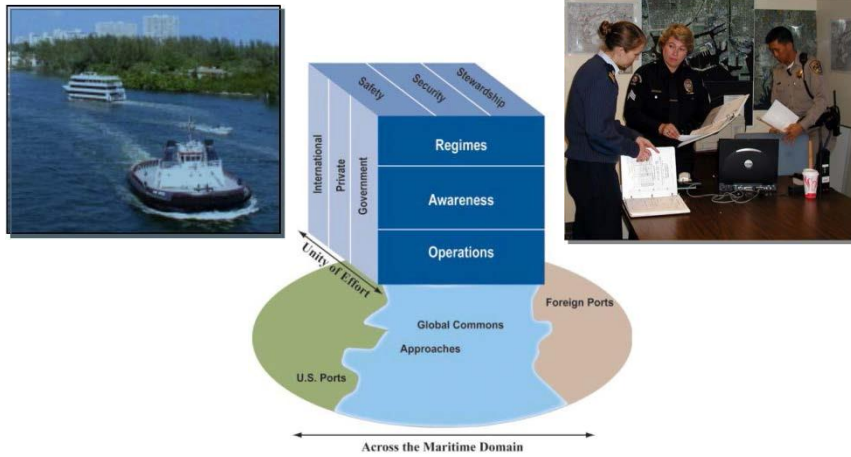 Safety
Security
Stewardship
International
Private
Government
Regimes
Awareness
Operations
Unity of Effort
Foreign Ports
Global Commons
Approaches
U.S. Ports
Across the Maritime Domain